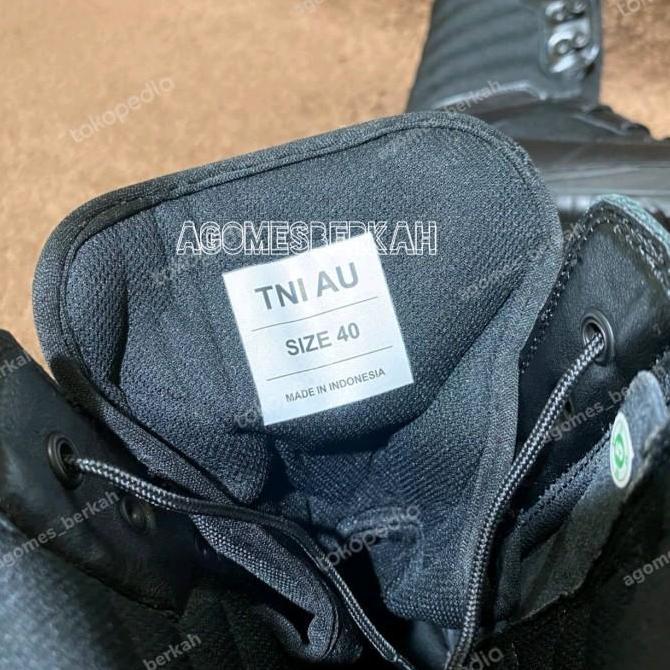 tokopedia
AGOMESBERKAH
TNI AU
SIZE 40
MADE IN INDONESIA
agomes_berkah
agomes_berkah
tokopedia
agomes_berkah
berkah
tokopedia